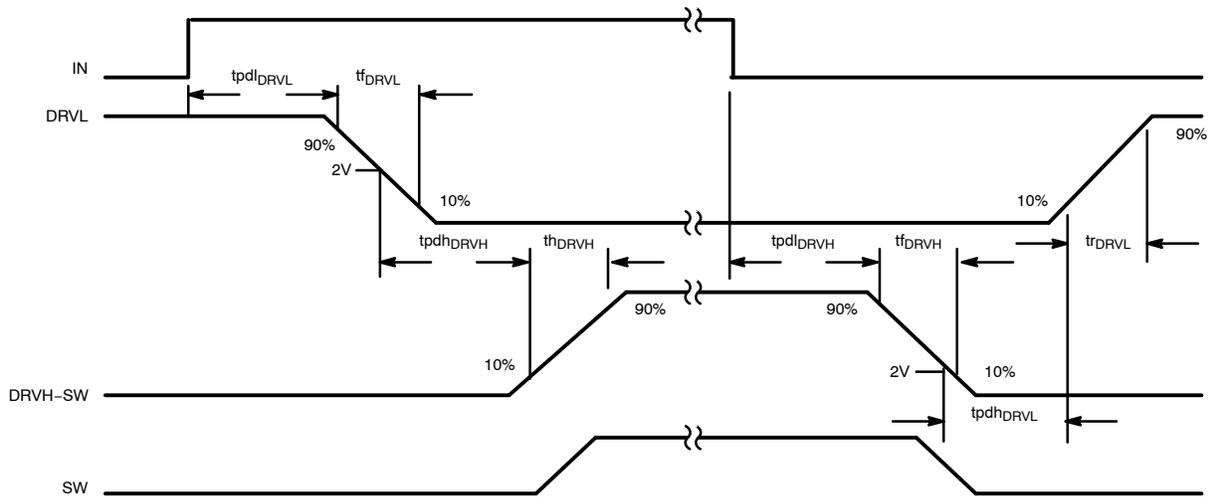 IN
tpdlDRVL
tfDRVL
DRVL
90%
90%
2V
10%
10%
tpdhDRVH
thDRVH
tpdlDRVH
tfDRVH
trDRVL
90%
90%
10%
2V
10%
DRVH–SW
tpdhDRVL
SW